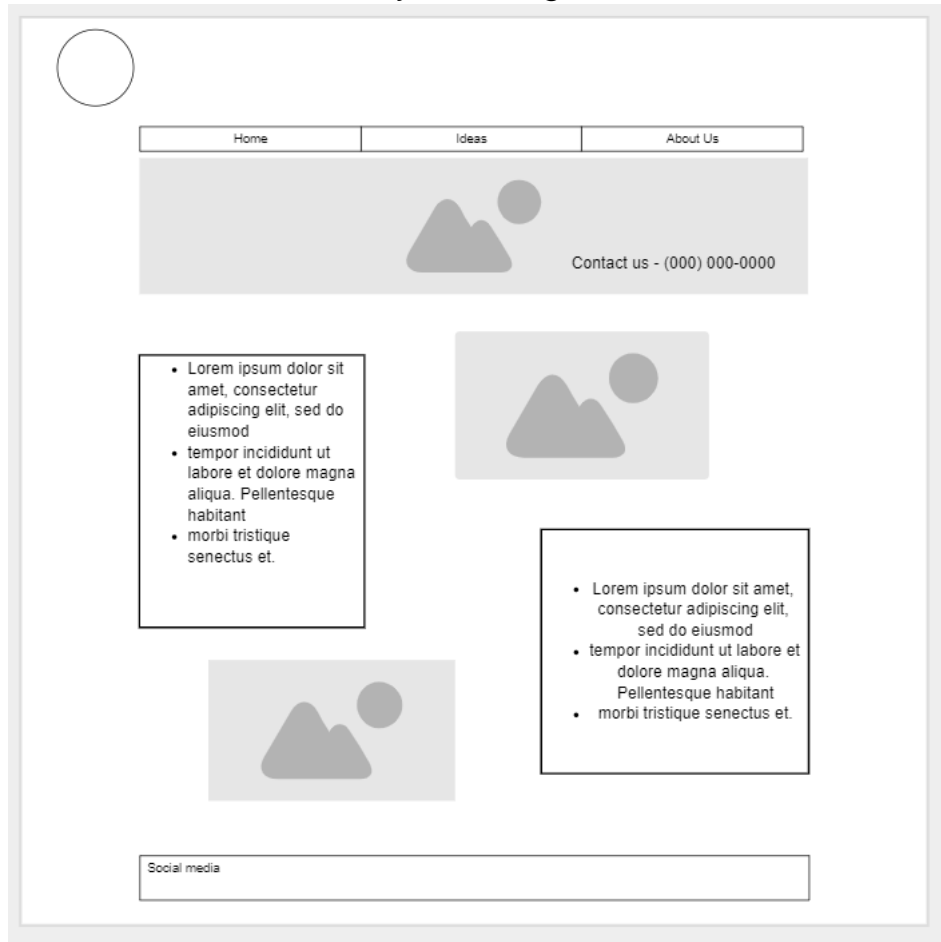 Home
Ideas
About Us
Contact us - (000) 000-0000
• Lorem ipsum dolor sit
amet, consectetur
adipiscing elit, sed do
eiusmod
• tempor incididunt ut
labore et dolore magna
aliqua. Pellentesque
habitant
• morbi tristique
senectus et.
• Lorem ipsum dolor sit amet,
consectetur adipiscing elit,
sed do eiusmod
• tempor incididunt ut labore et
dolore magna aliqua.
Pellentesque habitant
• morbi tristique senectus et.
Social media